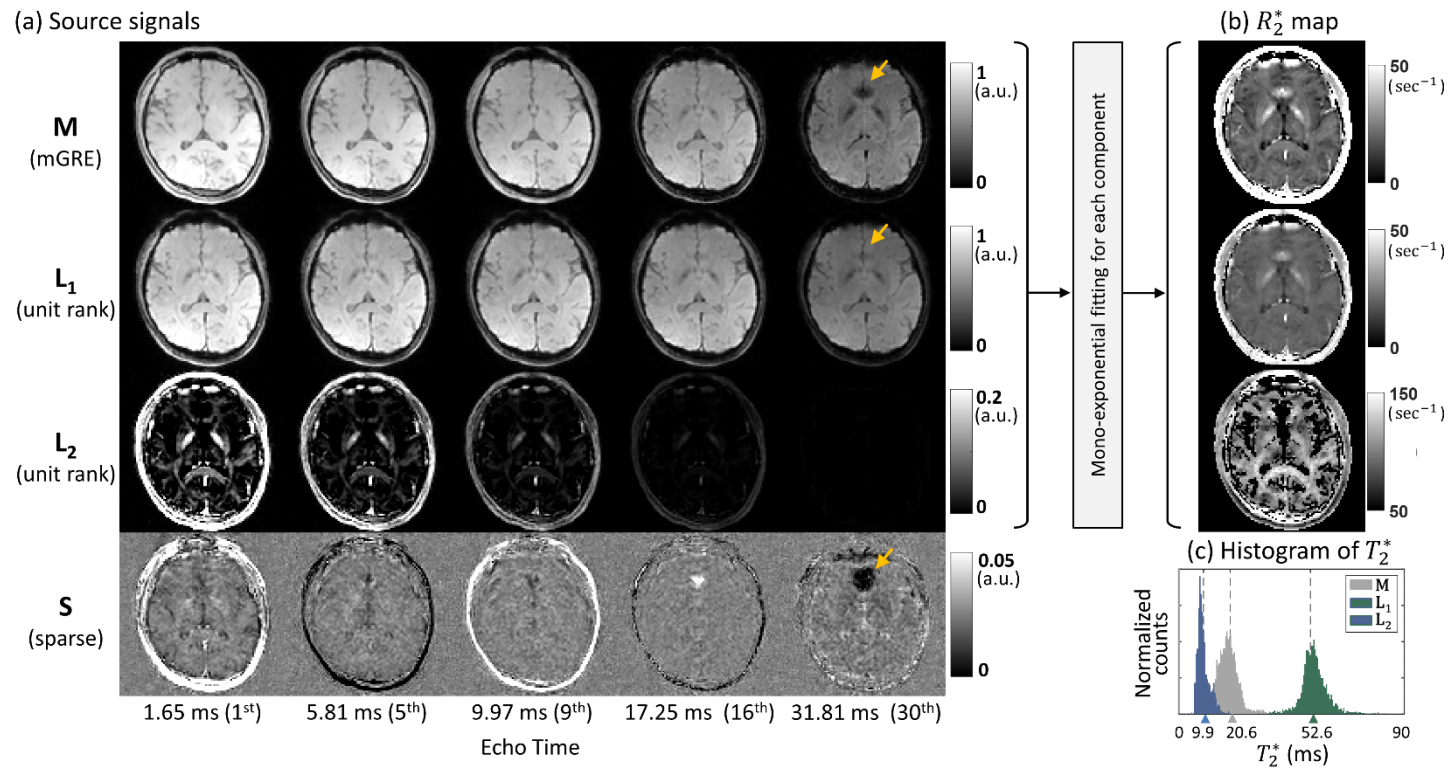 (a) Source signals
M
(mGRE)
L₁
(unit rank)
L₂
(unit rank)
S
(sparse)
1
(a.u.)
0
1
(a.u.)
0
0.2
(a.u.)
0
0.05
(a.u.)
0
1.65 ms (1ˢᵗ) 5.81 ms (5ᵗʰ) 9.97 ms (9ᵗʰ) 17.25 ms (16ᵗʰ) 31.81 ms (30ᵗʰ)
Echo Time
Mono-exponential fitting for each component
(b) R₂* map
50
(sec⁻¹)
0
50
(sec⁻¹)
0
150
(sec⁻¹)
50
(c) Histogram of T₂*
Normalized
counts
M
L₁
L₂
0 9.9 20.6 52.6 90
T₂* (ms)